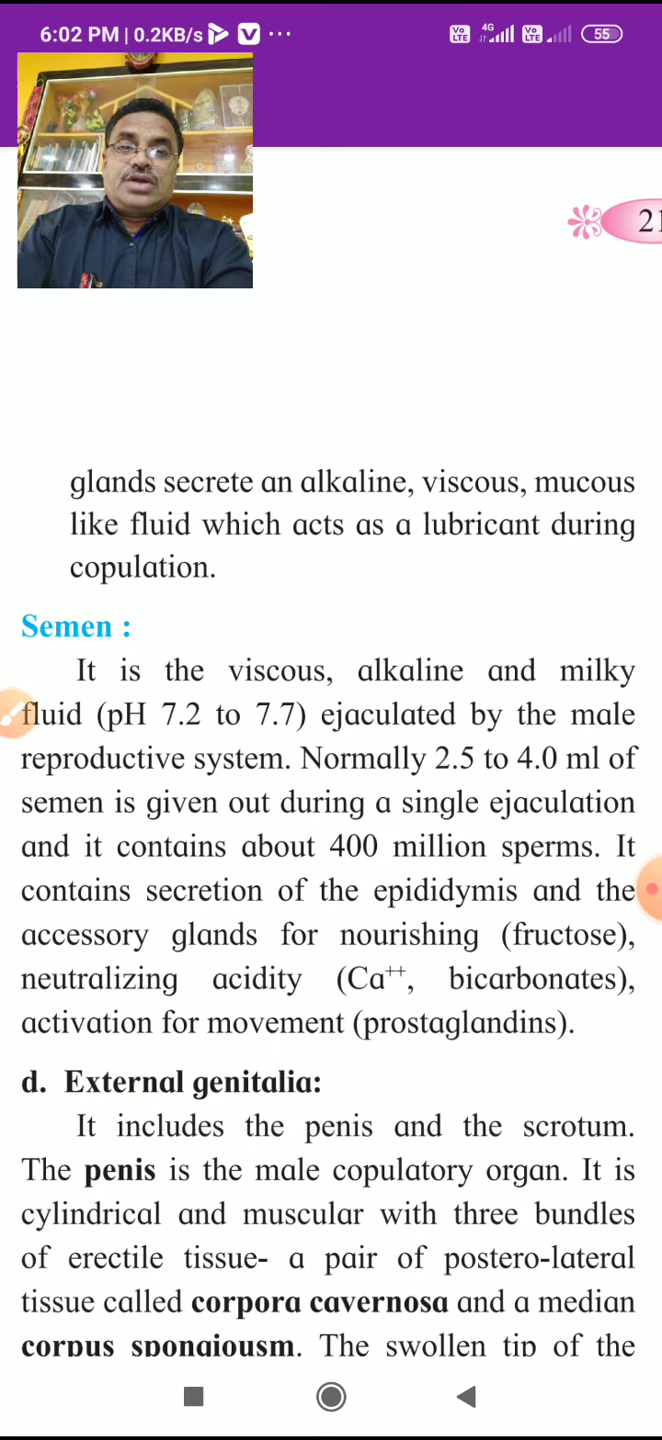 6:02 PM | 0.2KB/s ...
Vo LTE 4G Vo LTE 55
21
glands secrete an alkaline, viscous, mucous
like fluid which acts as a lubricant during
copulation.
Semen :
It is the viscous, alkaline and milky
fluid (pH 7.2 to 7.7) ejaculated by the male
reproductive system. Normally 2.5 to 4.0 ml of
semen is given out during a single ejaculation
and it contains about 400 million sperms. It
contains secretion of the epididymis and the
accessory glands for nourishing (fructose),
neutralizing acidity (Ca⁺⁺, bicarbonates),
activation for movement (prostaglandins).
d. External genitalia:
It includes the penis and the scrotum.
The penis is the male copulatory organ. It is
cylindrical and muscular with three bundles
of erectile tissue- a pair of postero-lateral
tissue called corpora cavernosa and a median
corpus spongiousm. The swollen tip of the